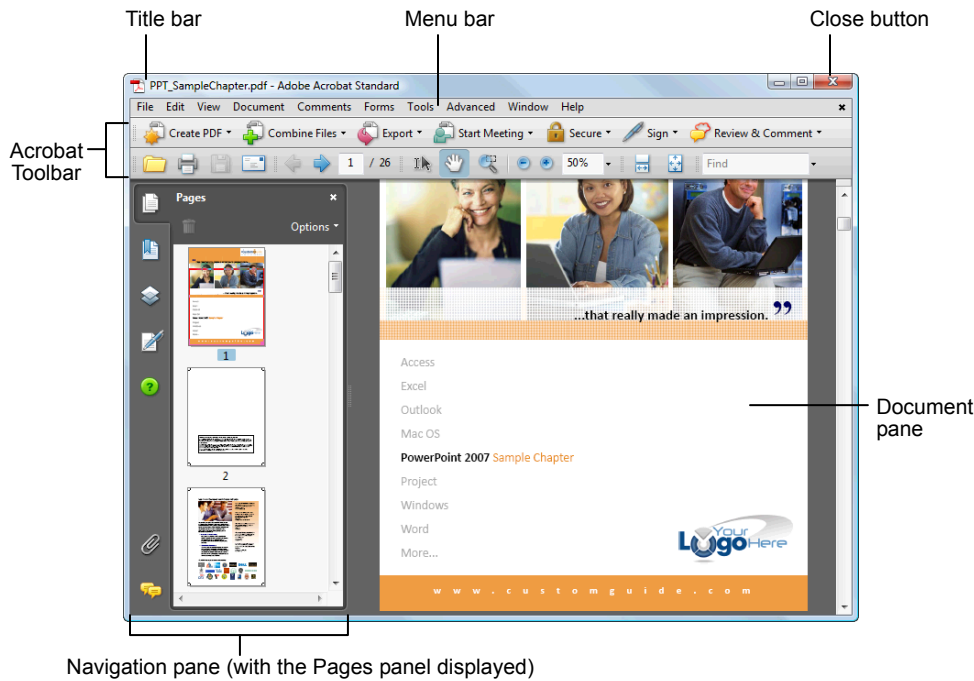 Title bar
Menu bar
Close button
PPT_SampleChapter.pdf - Adobe Acrobat Standard
File Edit View Document Comments Forms Tools Advanced Window Help
Create PDF Combine Files Export Start Meeting Secure Sign Review & Comment
1 / 26 50% Find
Acrobat
Toolbar
Pages
Options
1
2
...that really made an impression. ”
Access
Excel
Outlook
Mac OS
PowerPoint 2007 Sample Chapter
Project
Windows
Word
More...
Your
Logo Here
www.customguide.com
Document
pane
Navigation pane (with the Pages panel displayed)